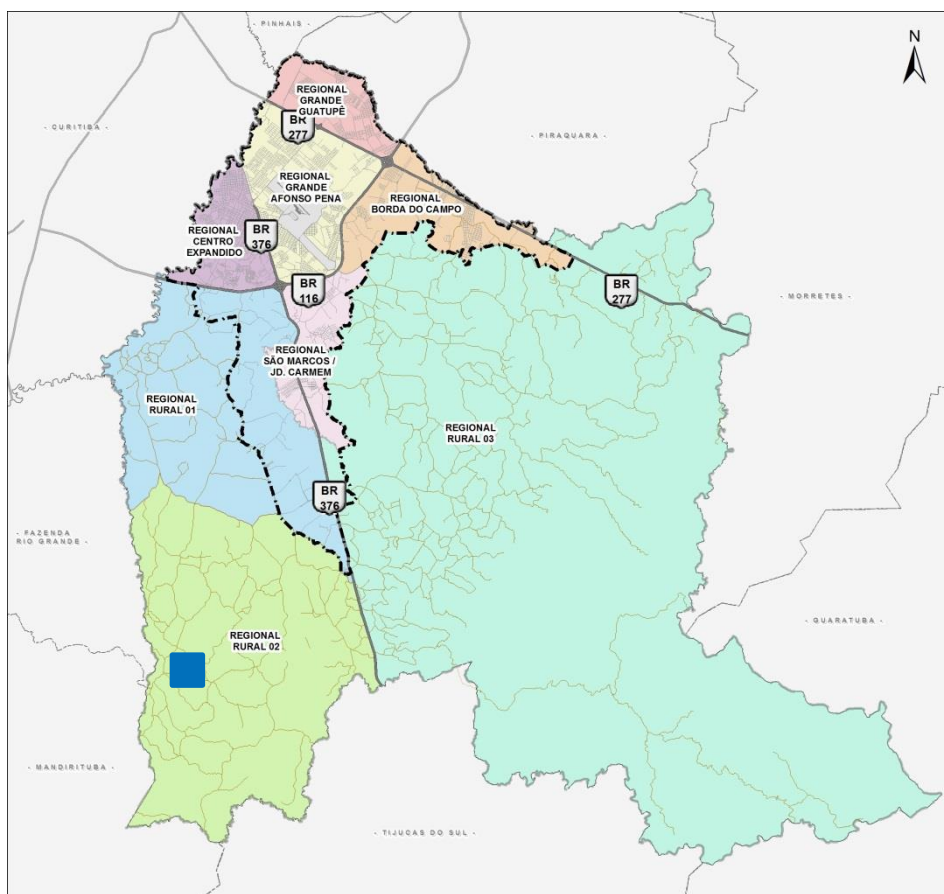 - PINHAIS -
N
REGIONAL
GRANDE
GUATUPÊ
BR
277
- CURITIBA -
- PIRAQUARA -
REGIONAL
GRANDE
AFONSO PENA
REGIONAL
BORDA DO CAMPO
REGIONAL
CENTRO
EXPANDIDO
BR
376
BR
116
BR
277
- MORRETES -
REGIONAL
SÃO MARCOS /
JD. CARMEM
REGIONAL
RURAL 01
REGIONAL
RURAL 03
BR
376
- FAZENDA
RIO GRANDE -
- GUARATUBA -
REGIONAL
RURAL 02
- MANDIRITUBA -
- TIJUCAS DO SUL -